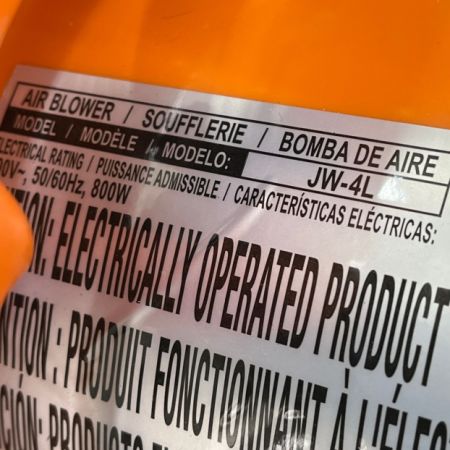 AIR BLOWER / SOUFFLERIE / BOMBA DE AIRE
MODEL / MODÈLE / MODELO: JW-4L
ELECTRICAL RATING / PUISSANCE ADMISSIBLE / CARACTERÍSTICAS ELÉCTRICAS:
50/60Hz, 800W
ELECTRICALLY OPERATED PRODUCT
: PRODUIT FONCTIONNANT À
PRODUCTO